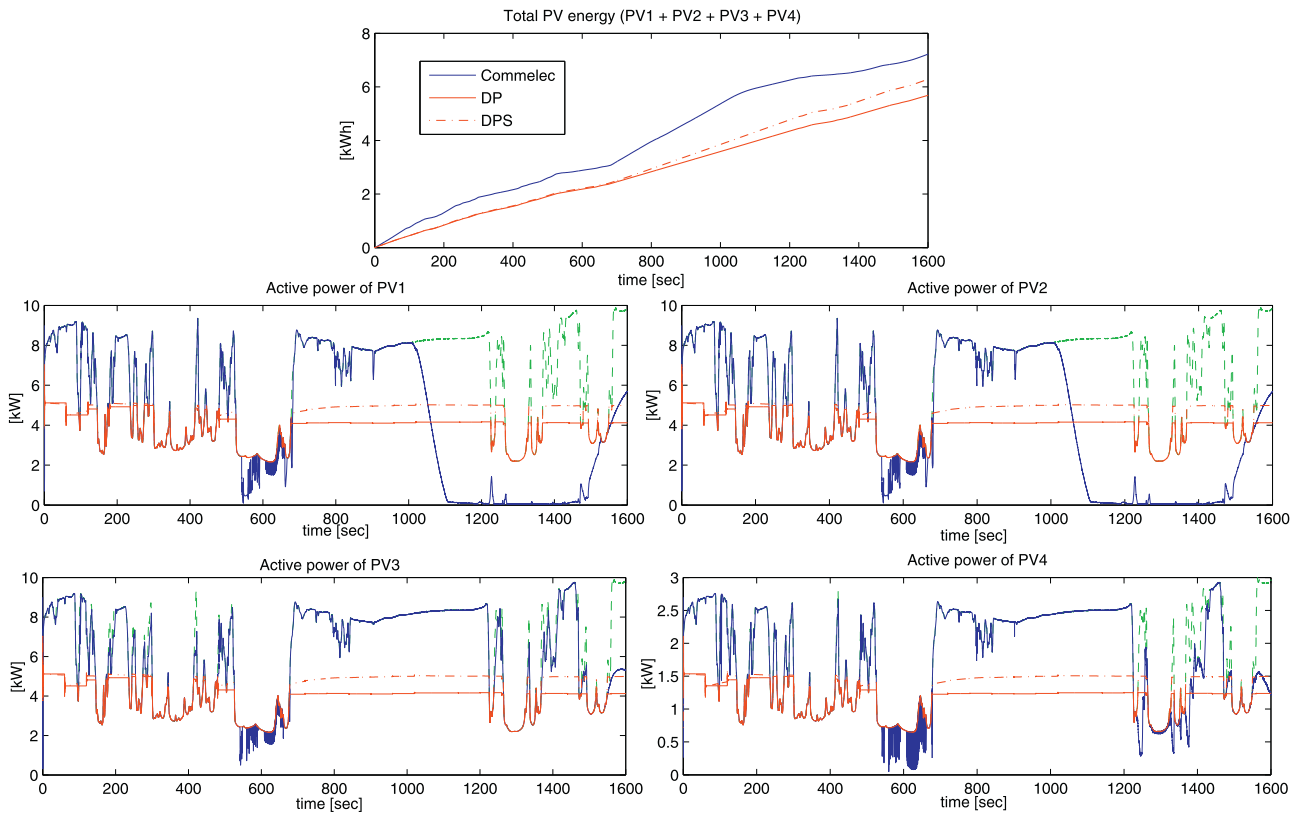 Total PV energy (PV1 + PV2 + PV3 + PV4)
8
6
4
2
0
[kWh]
Commelec
DP
DPS
0 200 400 600 800 1000 1200 1400 1600
time [sec]
Active power of PV1
10
8
6
4
2
0
[kW]
0 200 400 600 800 1000 1200 1400 1600
time [sec]
Active power of PV2
10
8
6
4
2
0
[kW]
0 200 400 600 800 1000 1200 1400 1600
time [sec]
Active power of PV3
10
8
6
4
2
0
[kW]
0 200 400 600 800 1000 1200 1400 1600
time [sec]
Active power of PV4
3
2.5
2
1.5
1
0.5
0
[kW]
0 200 400 600 800 1000 1200 1400 1600
time [sec]